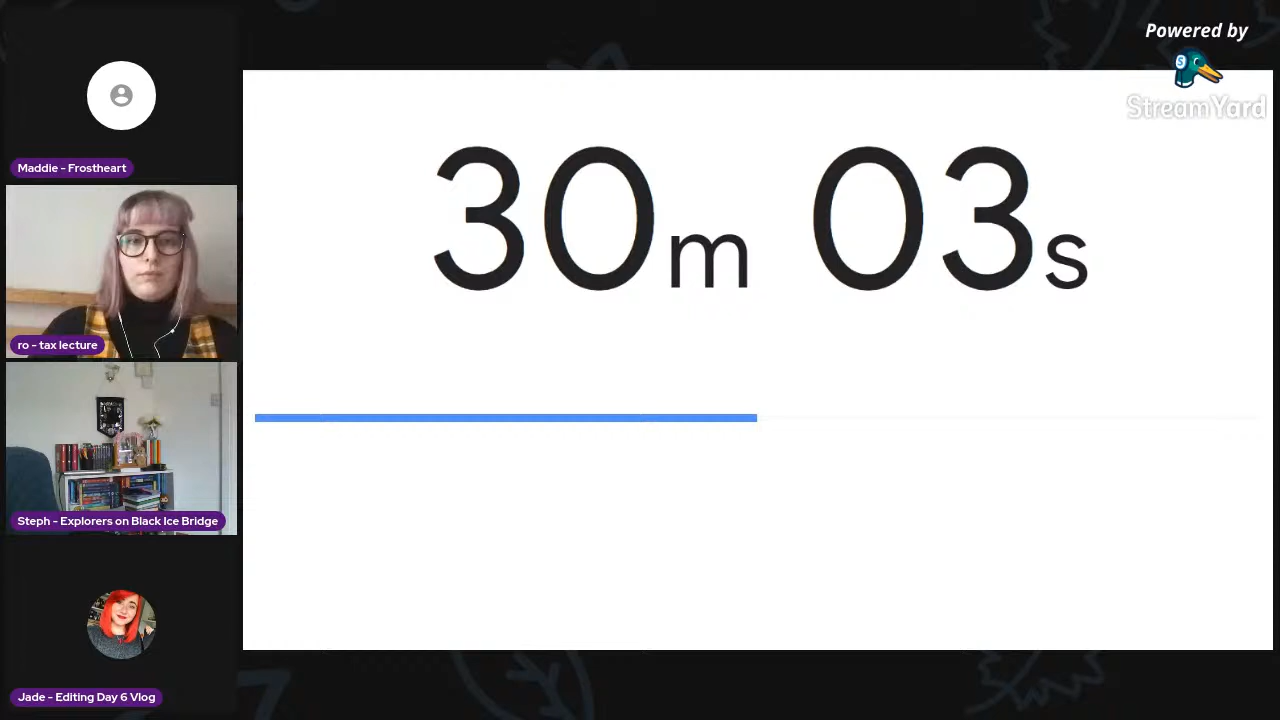 Powered by
StreamYard
Maddie - Frostheart
30m 03s
ro - tax lecture
Steph - Explorers on Black Ice Bridge
Jade - Editing Day 6 Vlog